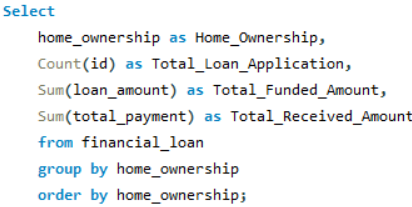 Select
home_ownership as Home_Ownership,
Count(id) as Total_Loan_Application,
Sum(loan_amount) as Total_Funded_Amount,
Sum(total_payment) as Total_Received_Amount
from financial_loan
group by home_ownership
order by home_ownership;